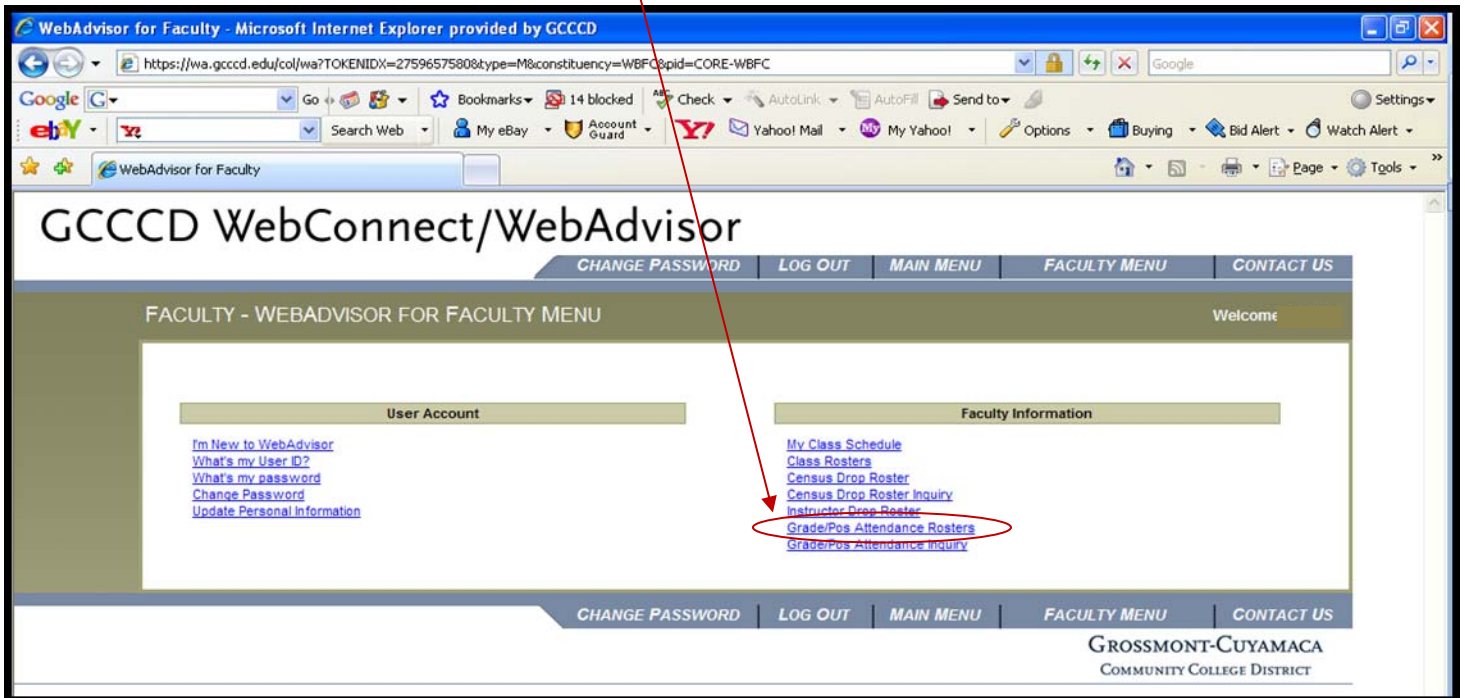 WebAdvisor for Faculty - Microsoft Internet Explorer provided by GCCCD
https://wa.gcccd.edu/col/wa?TOKENIDX=2759657580&type=M&constituency=WBFC&pid=CORE-WBFC Google
Google G Go Bookmarks 14 blocked Check AutoLink AutoFill Send to Settings
ebY Y! Search Web My eBay Account Guard Y! Yahoo! Mail My Yahoo! Options Buying Bid Alert Watch Alert
WebAdvisor for Faculty Page Tools »
GCCCD WebConnect/WebAdvisor
CHANGE PASSWORD LOG OUT MAIN MENU FACULTY MENU CONTACT US
FACULTY - WEBADVISOR FOR FACULTY MENU Welcome
User Account
I'm New to WebAdvisor
What's my User ID?
What's my password
Change Password
Update Personal Information
Faculty Information
My Class Schedule
Class Rosters
Census Drop Roster
Census Drop Roster Inquiry
Instructor Drop Roster
Grade/Pos Attendance Rosters
Grade/Pos Attendance Inquiry
CHANGE PASSWORD LOG OUT MAIN MENU FACULTY MENU CONTACT US
GROSSMONT-CUYAMACA
COMMUNITY COLLEGE DISTRICT